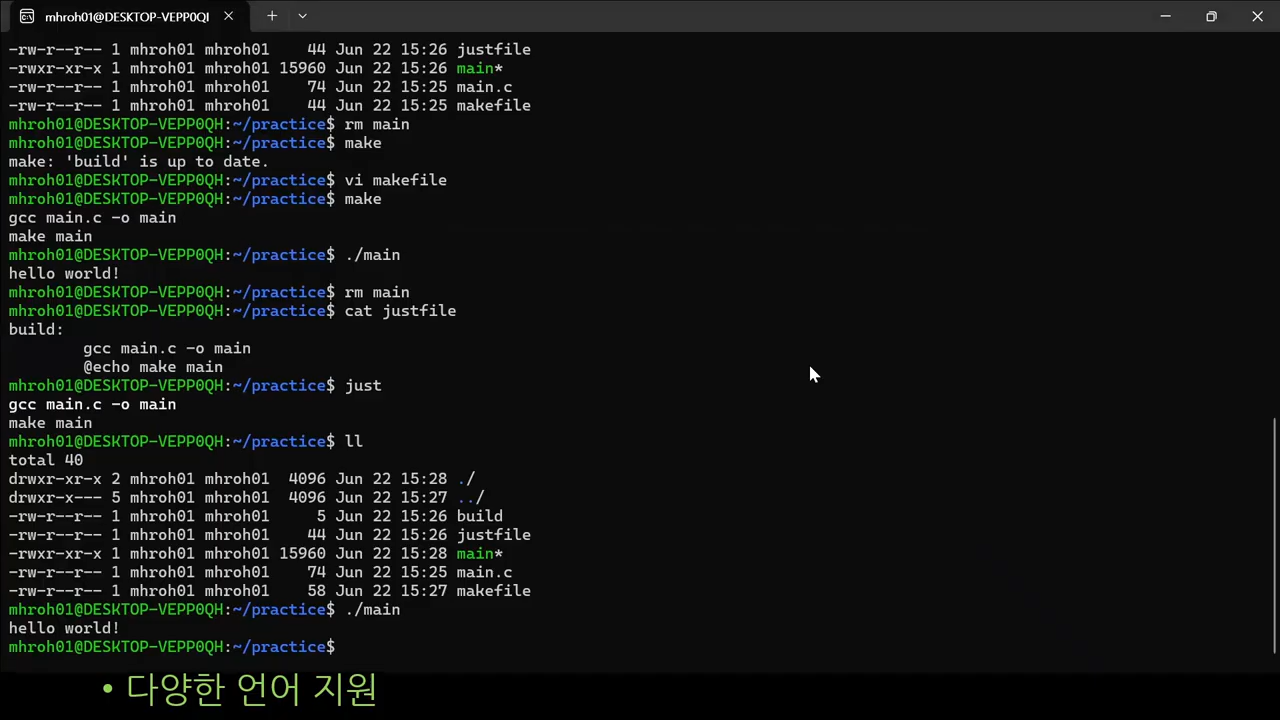 mhroh01@DESKTOP-VEPP0QI
-rw-r--r-- 1 mhroh01 mhroh01    44 Jun 22 15:26 justfile
-rwxr-xr-x 1 mhroh01 mhroh01 15960 Jun 22 15:26 main*
-rw-r--r-- 1 mhroh01 mhroh01    74 Jun 22 15:25 main.c
-rw-r--r-- 1 mhroh01 mhroh01    44 Jun 22 15:25 makefile
mhroh01@DESKTOP-VEPP0QH:~/practice$ rm main
mhroh01@DESKTOP-VEPP0QH:~/practice$ make
make: 'build' is up to date.
mhroh01@DESKTOP-VEPP0QH:~/practice$ vi makefile
mhroh01@DESKTOP-VEPP0QH:~/practice$ make
gcc main.c -o main
make main
mhroh01@DESKTOP-VEPP0QH:~/practice$ ./main
hello world!
mhroh01@DESKTOP-VEPP0QH:~/practice$ rm main
mhroh01@DESKTOP-VEPP0QH:~/practice$ cat justfile
build:
        gcc main.c -o main
        @echo make main
mhroh01@DESKTOP-VEPP0QH:~/practice$ just
gcc main.c -o main
make main
mhroh01@DESKTOP-VEPP0QH:~/practice$ ll
total 40
drwxr-xr-x 2 mhroh01 mhroh01  4096 Jun 22 15:28 ./
drwxr-x--- 5 mhroh01 mhroh01  4096 Jun 22 15:27 ../
-rw-r--r-- 1 mhroh01 mhroh01     5 Jun 22 15:26 build
-rw-r--r-- 1 mhroh01 mhroh01    44 Jun 22 15:26 justfile
-rwxr-xr-x 1 mhroh01 mhroh01 15960 Jun 22 15:28 main*
-rw-r--r-- 1 mhroh01 mhroh01    74 Jun 22 15:25 main.c
-rw-r--r-- 1 mhroh01 mhroh01    58 Jun 22 15:27 makefile
mhroh01@DESKTOP-VEPP0QH:~/practice$ ./main
hello world!
mhroh01@DESKTOP-VEPP0QH:~/practice$
• 다양한 언어 지원